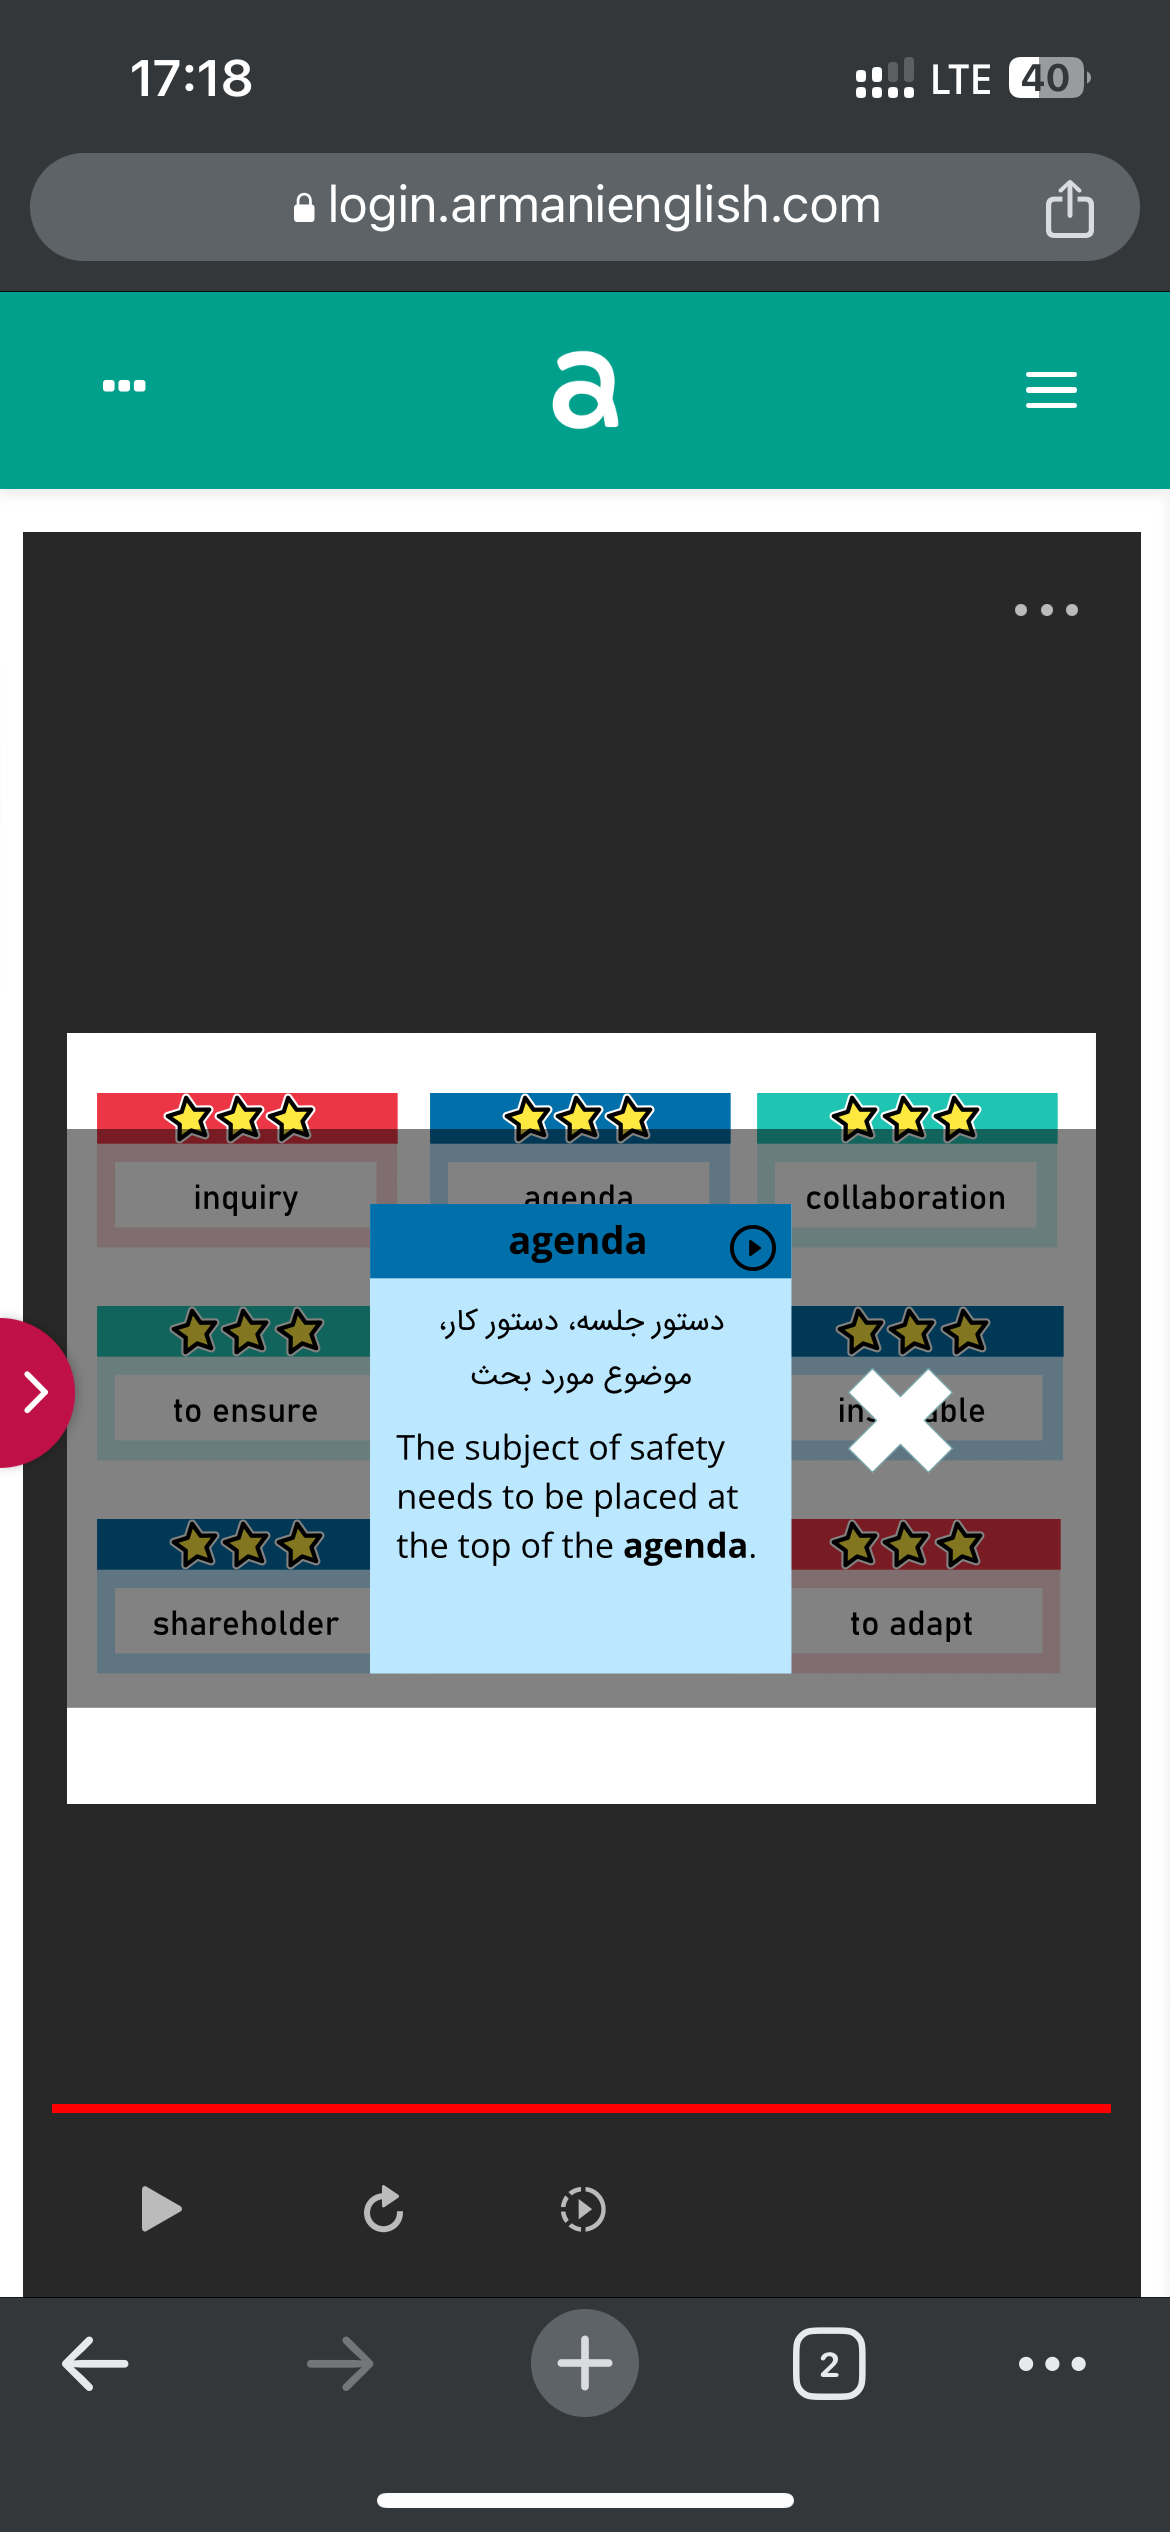 17:18 LTE 40
login.armanienglish.com
a
inquiry agenda collaboration
agenda
دستور جلسه، دستور کار،
موضوع مورد بحث
The subject of safety
needs to be placed at
the top of the agenda.
to ensure
shareholder to adapt
2